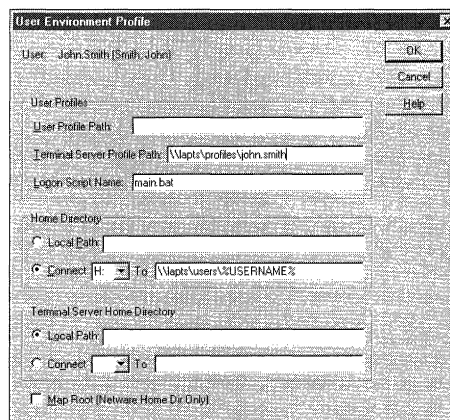 User Environment Profile
User: John.Smith (Smith, John)
OK
Cancel
Help
User Profiles
User Profile Path:
Terminal Server Profile Path: \\lapts\profiles\john.smith
Logon Script Name: main.bat
Home Directory
Local Path:
Connect H: To \\lapts\users\%USERNAME%
Terminal Server Home Directory
Local Path:
Connect To
Map Root (Netware Home Dir Only)